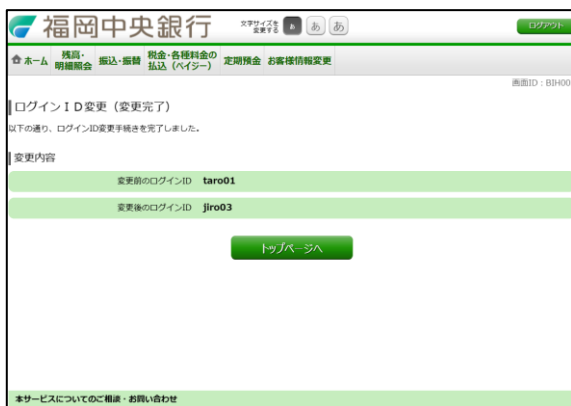 福岡中央銀行
文字サイズを
変更する
あ あ あ
ログアウト
ホーム
残高・
明細照会
振込・振替
税金・各種料金の
払込（ペイジー）
定期預金
お客様情報変更
画面ID：BIH00
ログインＩＤ変更（変更完了）
以下の通り、ログインID変更手続きを完了しました。
変更内容
変更前のログインID taro01
変更後のログインID jiro03
トップページへ
本サービスについてのご相談・お問い合わせ